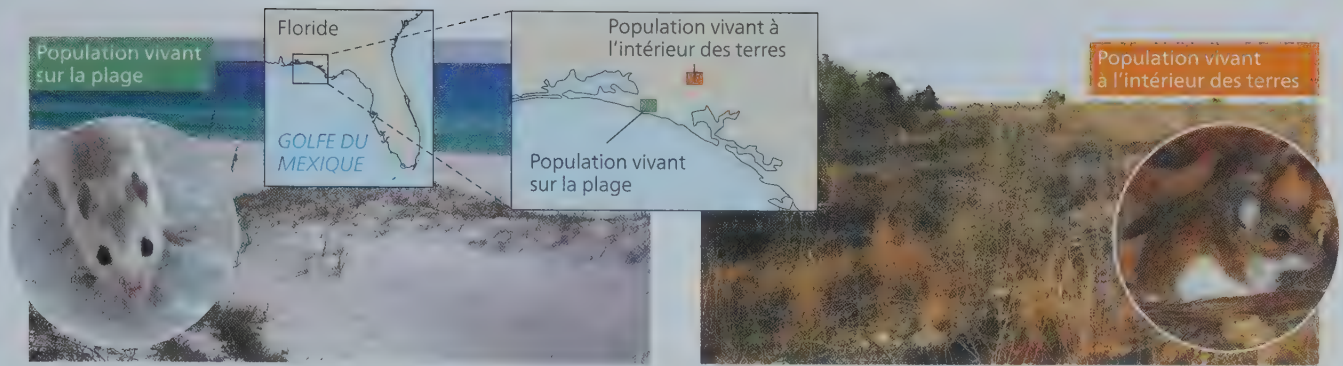 Population vivant
sur la plage
Floride
GOLFE DU
MEXIQUE
Population vivant à
l'intérieur des terres
Population vivant
sur la plage
Population vivant
à l'intérieur des terres